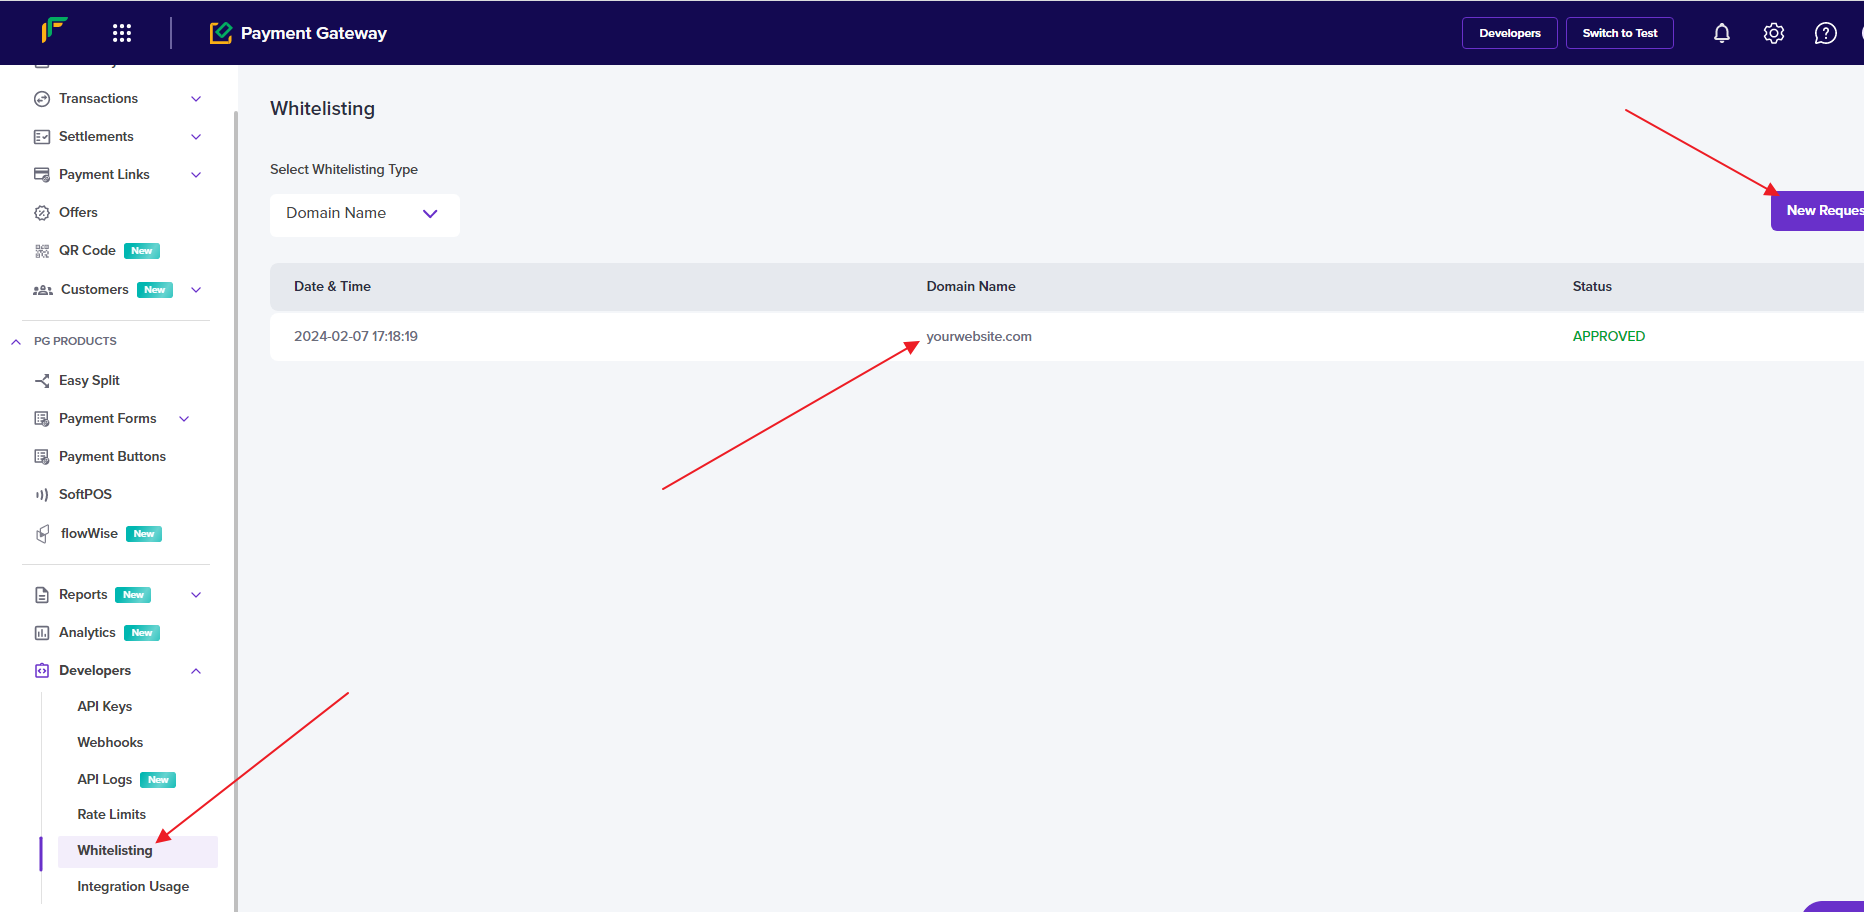 Payment Gateway
Developers
Switch to Test
Transactions
Settlements
Payment Links
Offers
QR Code New
Customers New
PG PRODUCTS
Easy Split
Payment Forms
Payment Buttons
SoftPOS
flowWise New
Reports New
Analytics New
Developers
API Keys
Webhooks
API Logs New
Rate Limits
Whitelisting
Integration Usage
Whitelisting
Select Whitelisting Type
Domain Name
New Reques
Date & Time Domain Name Status
2024-02-07 17:18:19 yourwebsite.com APPROVED